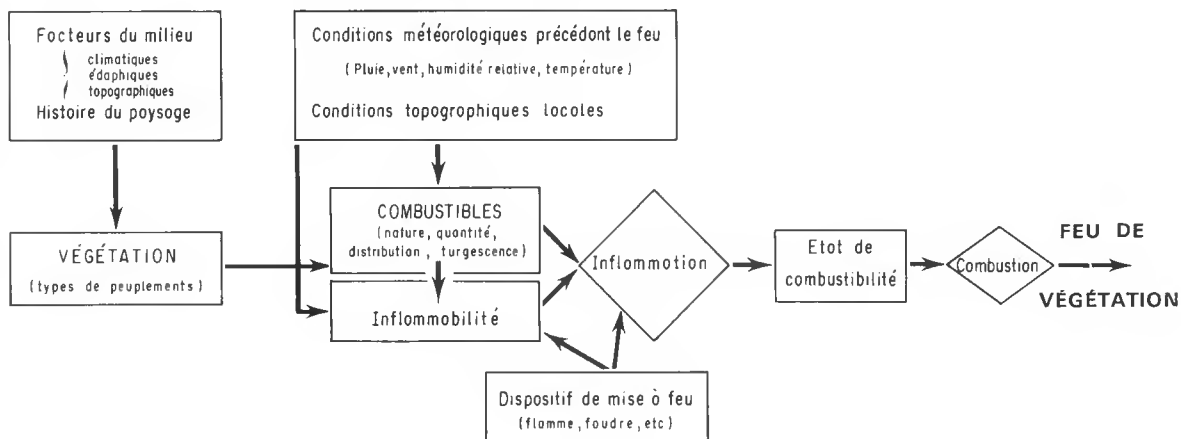 Focteurs du milieu
climatiques
édaphiques
topographiques
Histoire du poysoge
Conditions météorologiques précédont le feu
(Pluie, vent, humidité relative, température)
Conditions topogrophiques locoles
VÉGÉTATION
(types de peuplements)
COMBUSTIBLES
(nature, quantité,
distribution, turgescence)
Inflommobilité
Inflommotion
Etot de
combustibilité
Combustion
FEU DE
VÉGÉTATION
Dispositif de mise ò feu
(flomme, foudre, etc)